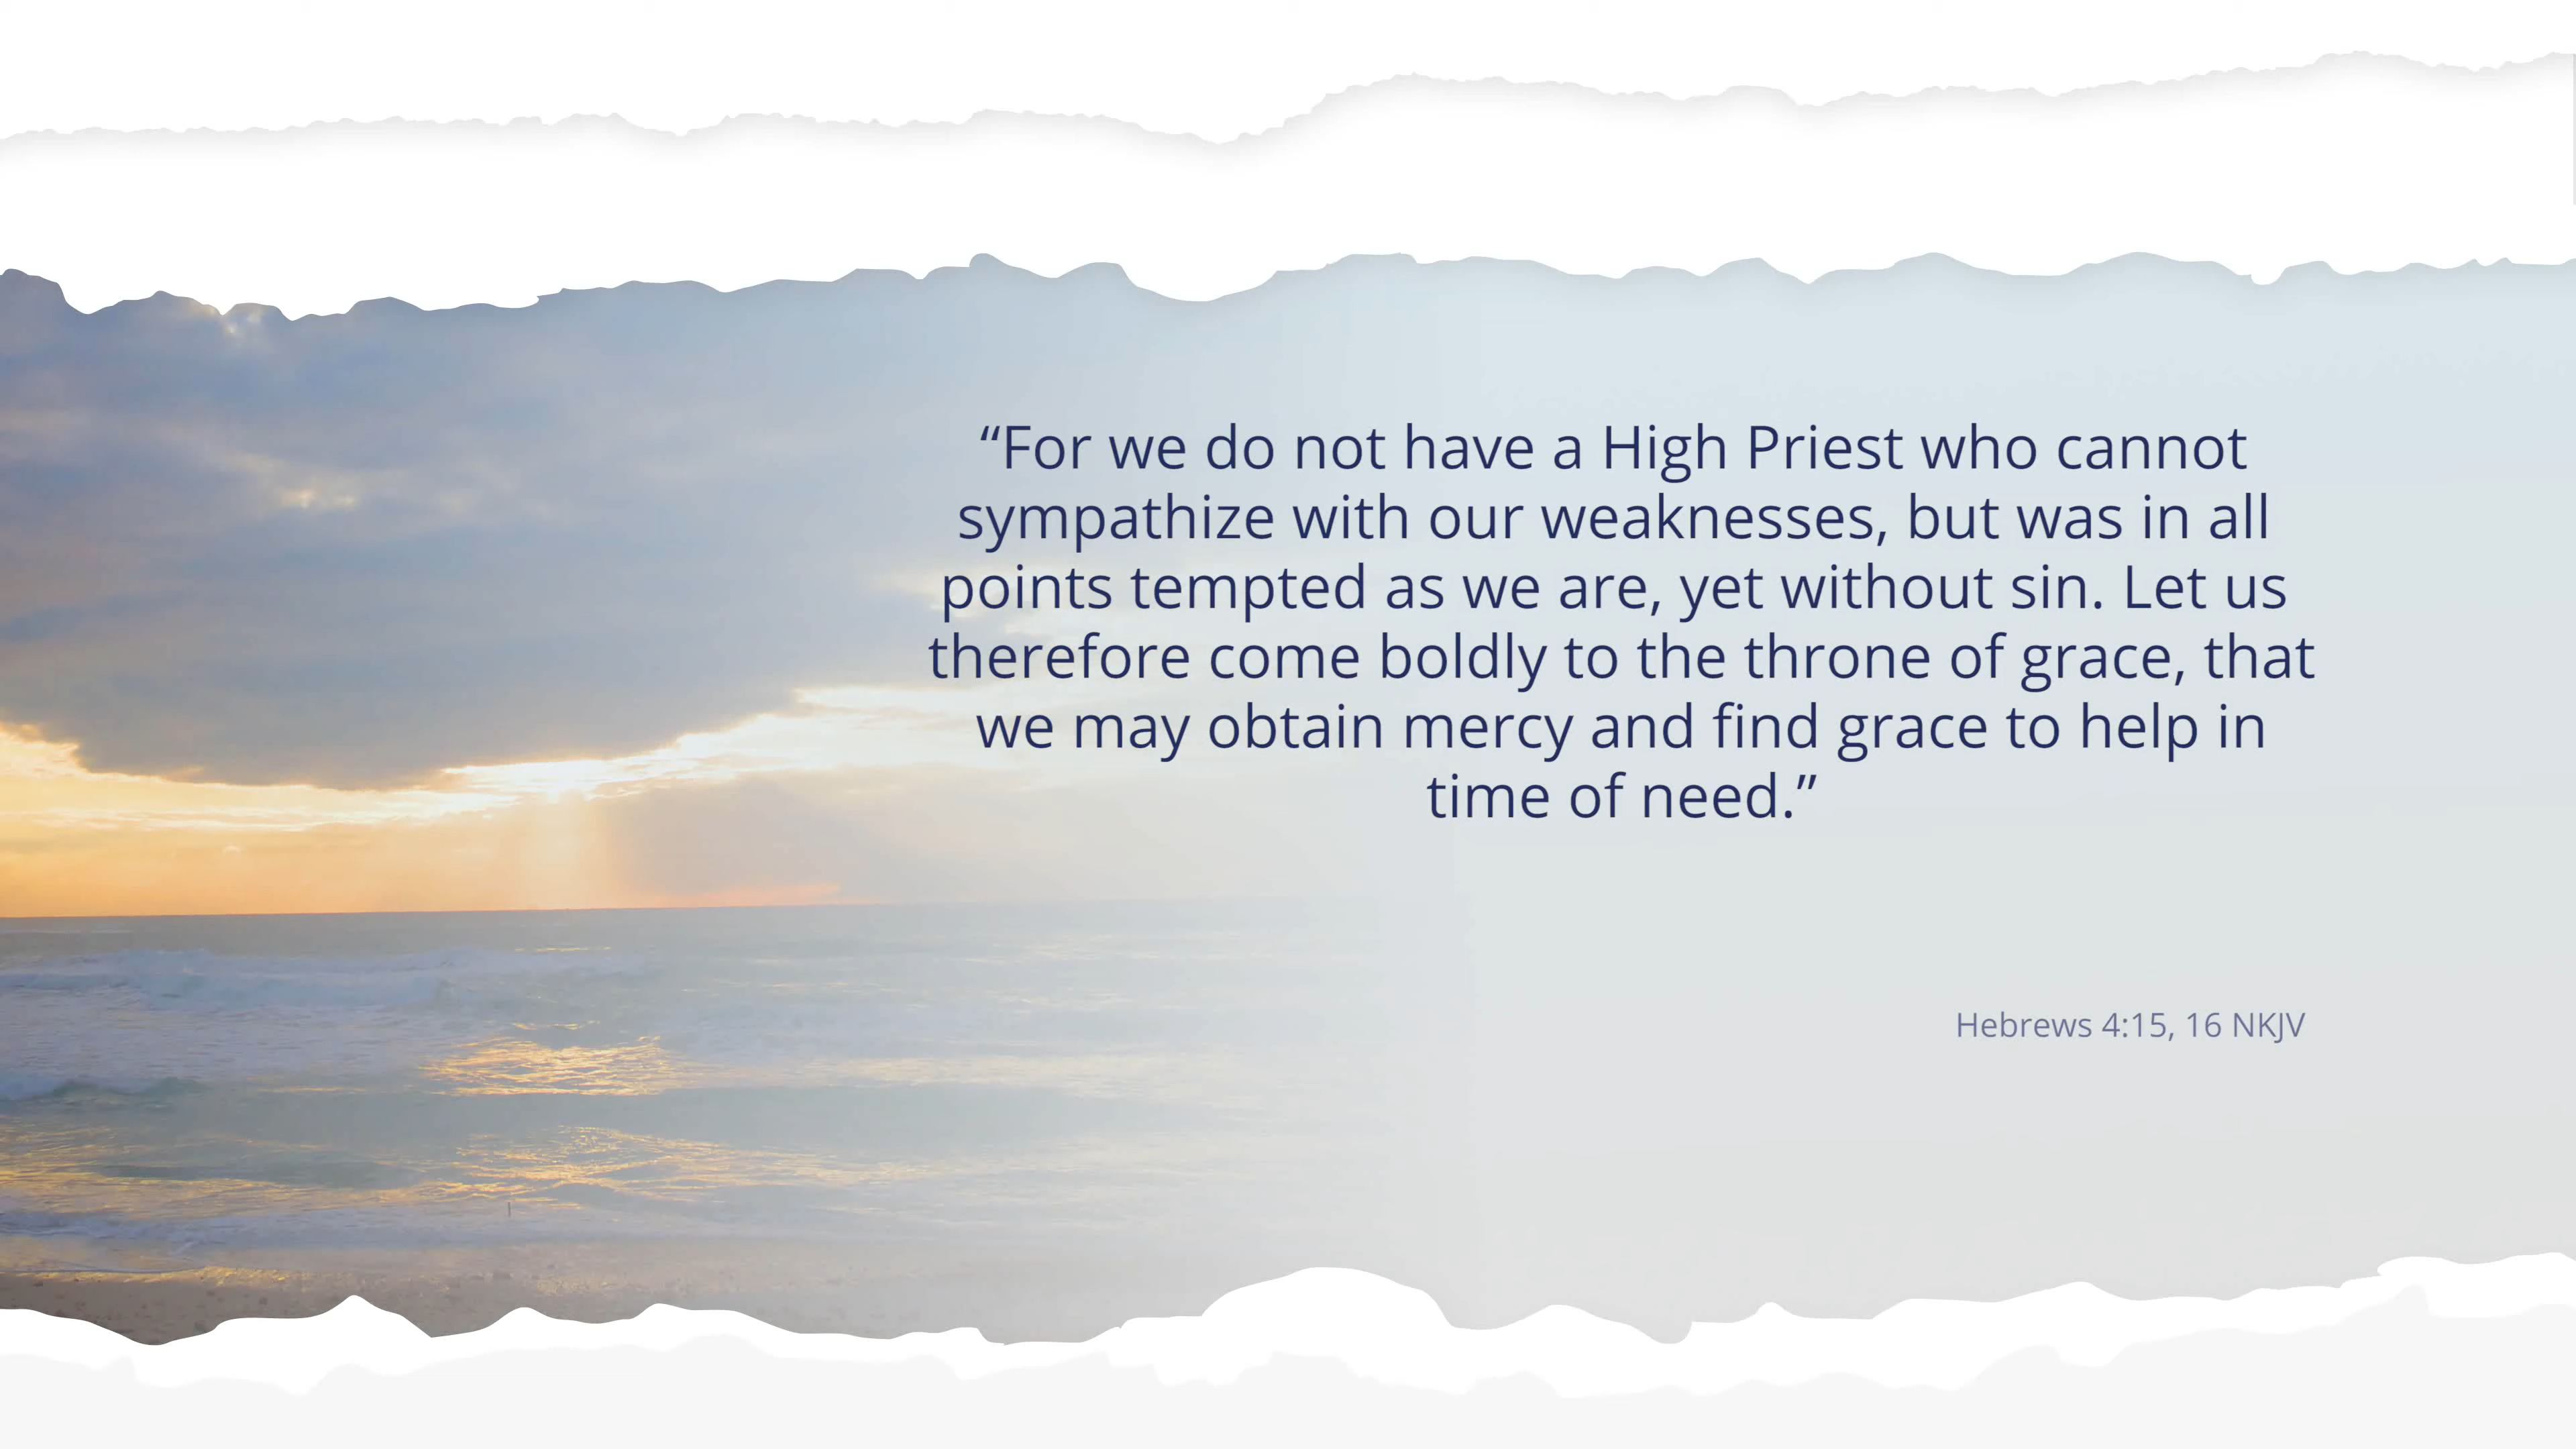 “For we do not have a High Priest who cannot
sympathize with our weaknesses, but was in all
points tempted as we are, yet without sin. Let us
therefore come boldly to the throne of grace, that
we may obtain mercy and find grace to help in
time of need.”
Hebrews 4:15, 16 NKJV